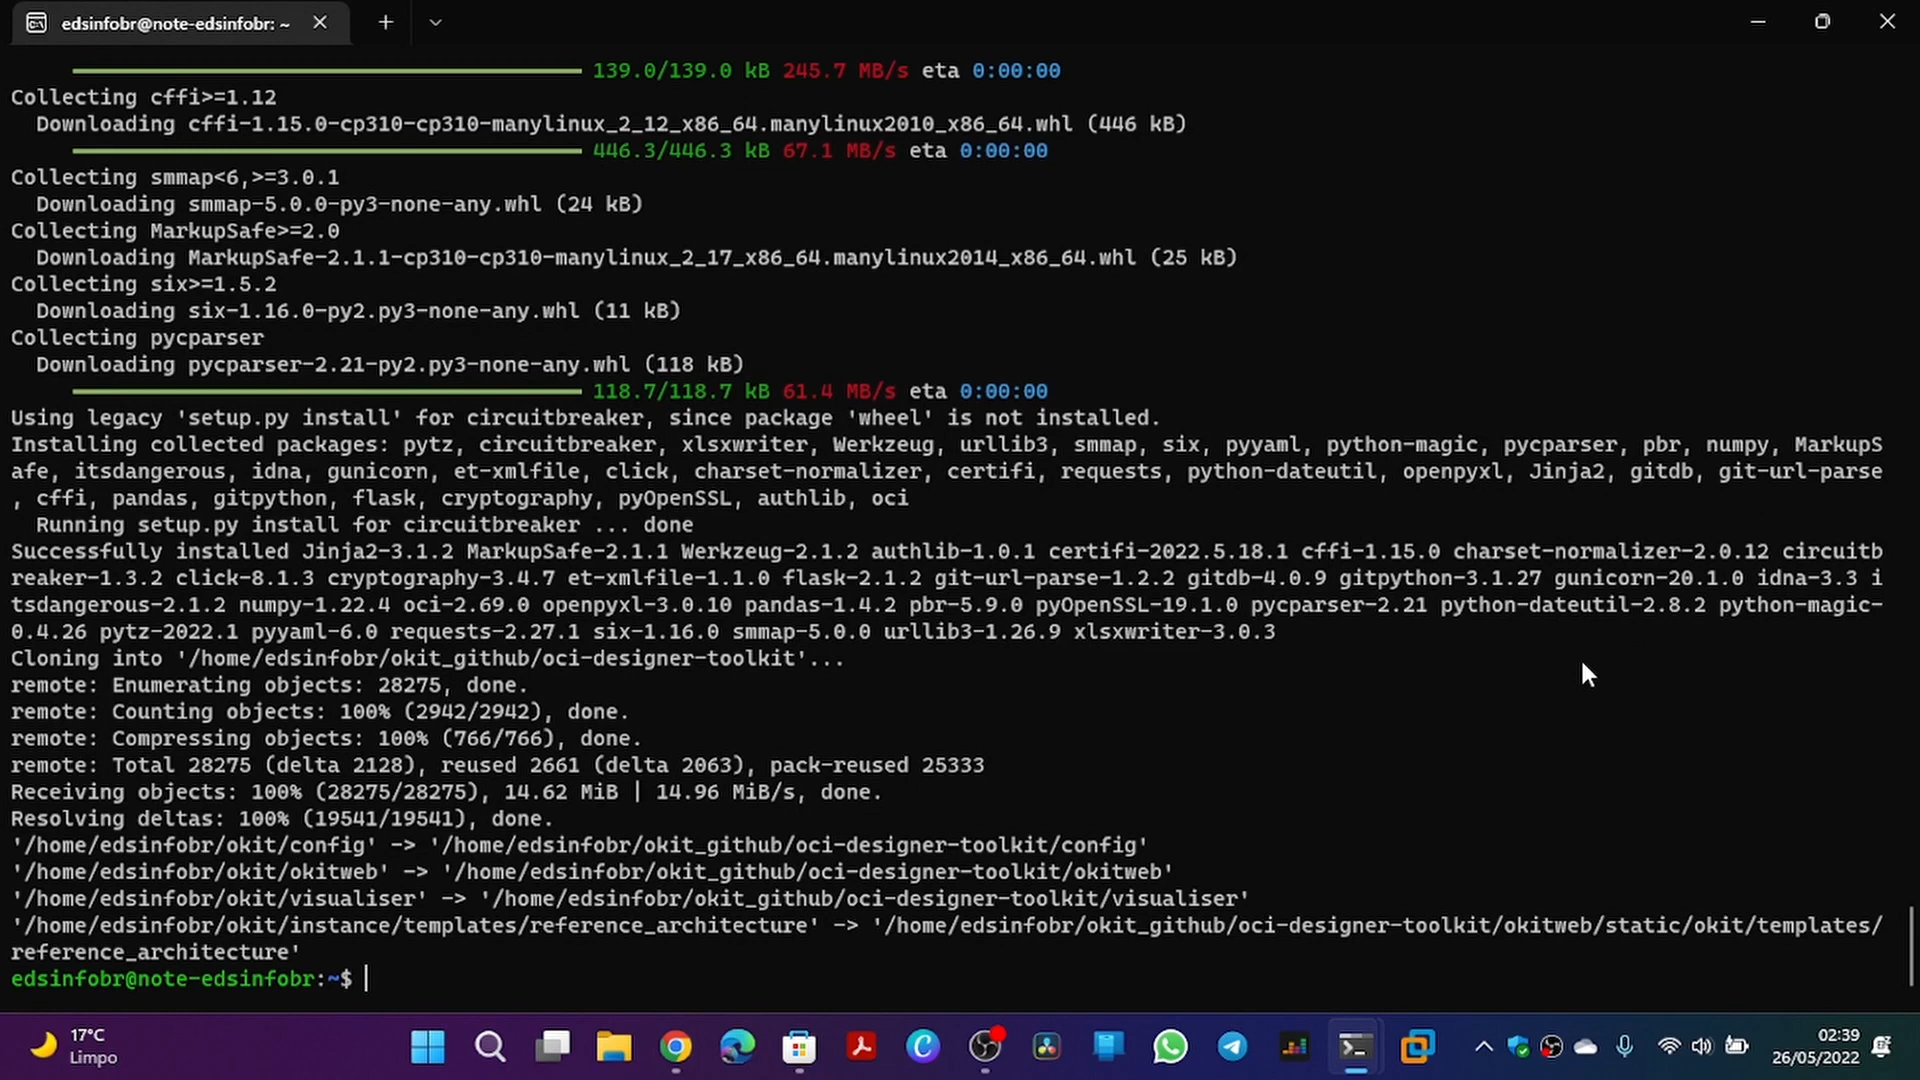 edsinfobr@note-edsinfobr: ~
139.0/139.0 kB 245.7 MB/s eta 0:00:00
Collecting cffi>=1.12
Downloading cffi-1.15.0-cp310-cp310-manylinux_2_12_x86_64.manylinux2010_x86_64.whl (446 kB)
446.3/446.3 kB 67.1 MB/s eta 0:00:00
Collecting smmap<6,>=3.0.1
Downloading smmap-5.0.0-py3-none-any.whl (24 kB)
Collecting MarkupSafe>=2.0
Downloading MarkupSafe-2.1.1-cp310-cp310-manylinux_2_17_x86_64.manylinux2014_x86_64.whl (25 kB)
Collecting six>=1.5.2
Downloading six-1.16.0-py2.py3-none-any.whl (11 kB)
Collecting pycparser
Downloading pycparser-2.21-py2.py3-none-any.whl (118 kB)
118.7/118.7 kB 61.4 MB/s eta 0:00:00
Using legacy 'setup.py install' for circuitbreaker, since package 'wheel' is not installed.
Installing collected packages: pytz, circuitbreaker, xlsxwriter, Werkzeug, urllib3, smmap, six, pyyaml, python-magic, pycparser, pbr, numpy, MarkupS
afe, itsdangerous, idna, gunicorn, et-xmlfile, click, charset-normalizer, certifi, requests, python-dateutil, openpyxl, Jinja2, gitdb, git-url-parse
, cffi, pandas, gitpython, flask, cryptography, pyOpenSSL, authlib, oci
Running setup.py install for circuitbreaker ... done
Successfully installed Jinja2-3.1.2 MarkupSafe-2.1.1 Werkzeug-2.1.2 authlib-1.0.1 certifi-2022.5.18.1 cffi-1.15.0 charset-normalizer-2.0.12 circuitb
reaker-1.3.2 click-8.1.3 cryptography-3.4.7 et-xmlfile-1.1.0 flask-2.1.2 git-url-parse-1.2.2 gitdb-4.0.9 gitpython-3.1.27 gunicorn-20.1.0 idna-3.3 i
tsdangerous-2.1.2 numpy-1.22.4 oci-2.69.0 openpyxl-3.0.10 pandas-1.4.2 pbr-5.9.0 pyOpenSSL-19.1.0 pycparser-2.21 python-dateutil-2.8.2 python-magic-
0.4.26 pytz-2022.1 pyyaml-6.0 requests-2.27.1 six-1.16.0 smmap-5.0.0 urllib3-1.26.9 xlsxwriter-3.0.3
Cloning into '/home/edsinfobr/okit_github/oci-designer-toolkit'...
remote: Enumerating objects: 28275, done.
remote: Counting objects: 100% (2942/2942), done.
remote: Compressing objects: 100% (766/766), done.
remote: Total 28275 (delta 2128), reused 2661 (delta 2063), pack-reused 25333
Receiving objects: 100% (28275/28275), 14.62 MiB | 14.96 MiB/s, done.
Resolving deltas: 100% (19541/19541), done.
'/home/edsinfobr/okit/config' -> '/home/edsinfobr/okit_github/oci-designer-toolkit/config'
'/home/edsinfobr/okit/okitweb' -> '/home/edsinfobr/okit_github/oci-designer-toolkit/okitweb'
'/home/edsinfobr/okit/visualiser' -> '/home/edsinfobr/okit_github/oci-designer-toolkit/visualiser'
'/home/edsinfobr/okit/instance/templates/reference_architecture' -> '/home/edsinfobr/okit_github/oci-designer-toolkit/okitweb/static/okit/templates/
reference_architecture'
edsinfobr@note-edsinfobr:~$
17°C
Limpo
02:39
26/05/2022